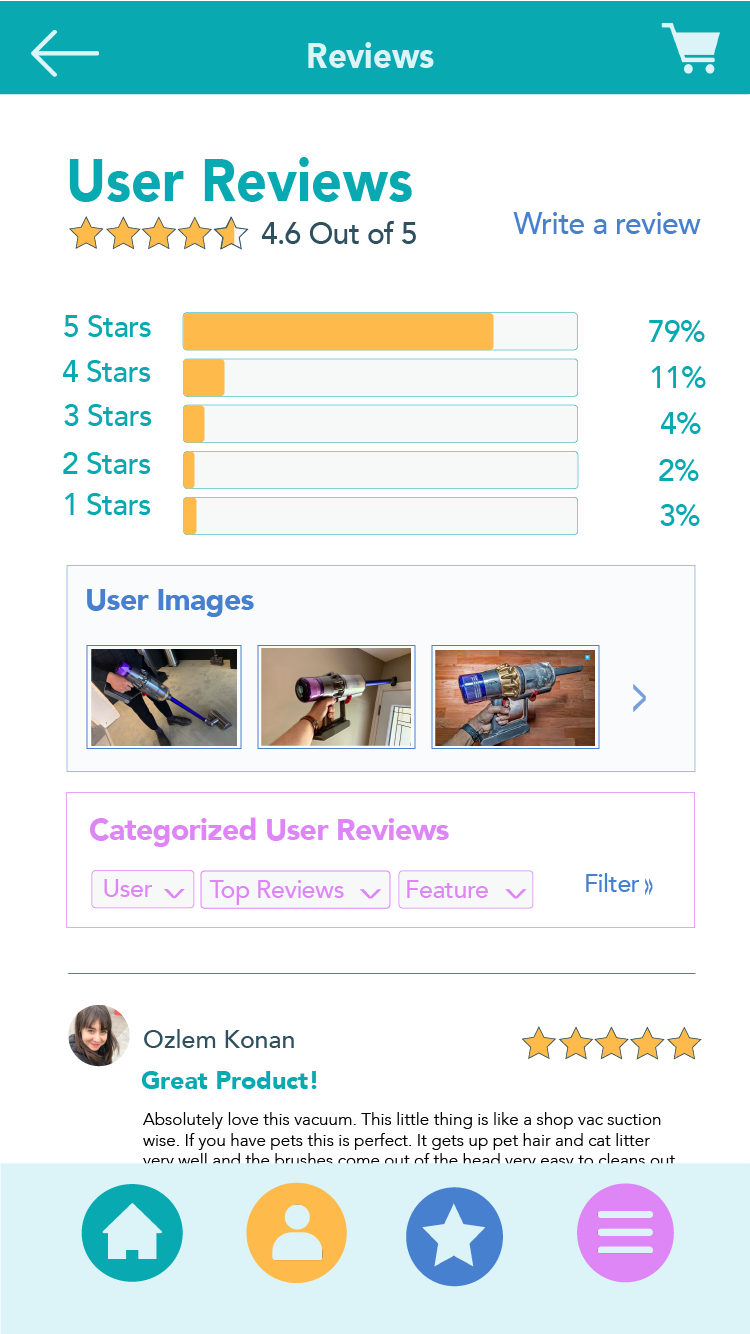 Reviews
User Reviews
4.6 Out of 5
Write a review
5 Stars 79%
4 Stars 11%
3 Stars 4%
2 Stars 2%
1 Stars 3%
User Images
Categorized User Reviews
User Top Reviews Feature Filter »
Ozlem Konan
Great Product!
Absolutely love this vacuum. This little thing is like a shop vac suction
wise. If you have pets this is perfect. It gets up pet hair and cat litter
very well and the brushes come out of the head very easy to cleans out